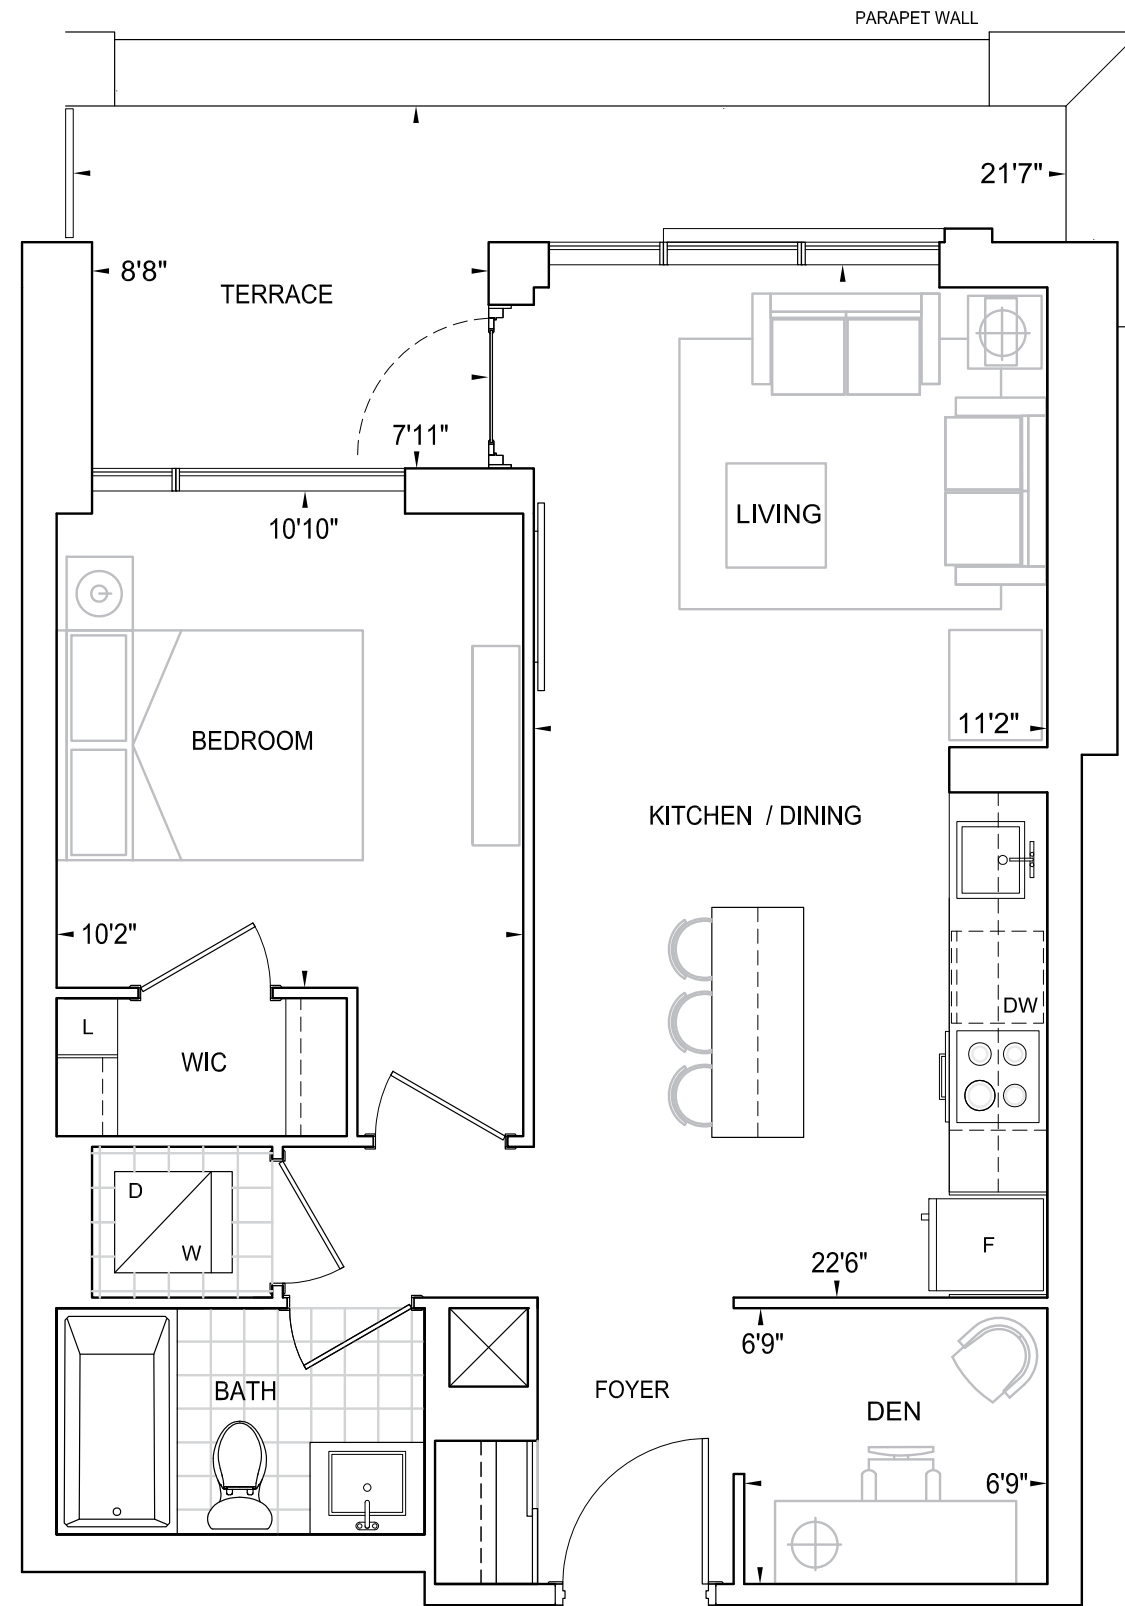 PARAPET WALL
21'7"
8'8"
TERRACE
7'11"
10'10"
LIVING
11'2"
BEDROOM
KITCHEN / DINING
10'2"
DW
L
WIC
D
W
F
22'6"
6'9"
BATH
FOYER
DEN
6'9"